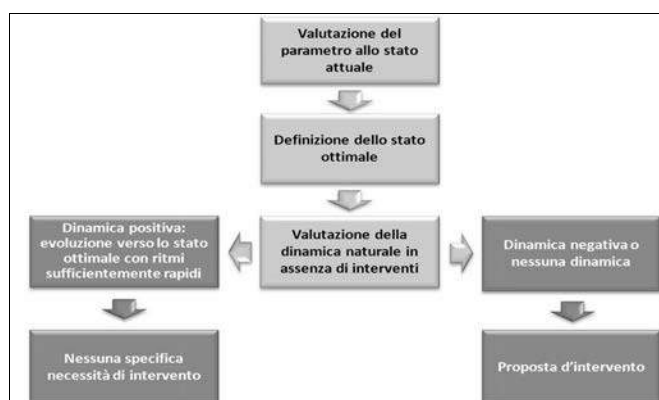 Valutazione del
parametro allo stato
attuale
Definizione dello stato
ottimale
Dinamica positiva:
evoluzione verso lo stato
ottimale con ritmi
sufficientemente rapidi
Valutazione della
dinamica naturale in
assenza di interventi
Dinamica negativa o
nessuna dinamica
Nessuna specifica
necessità di intervento
Proposta d'intervento